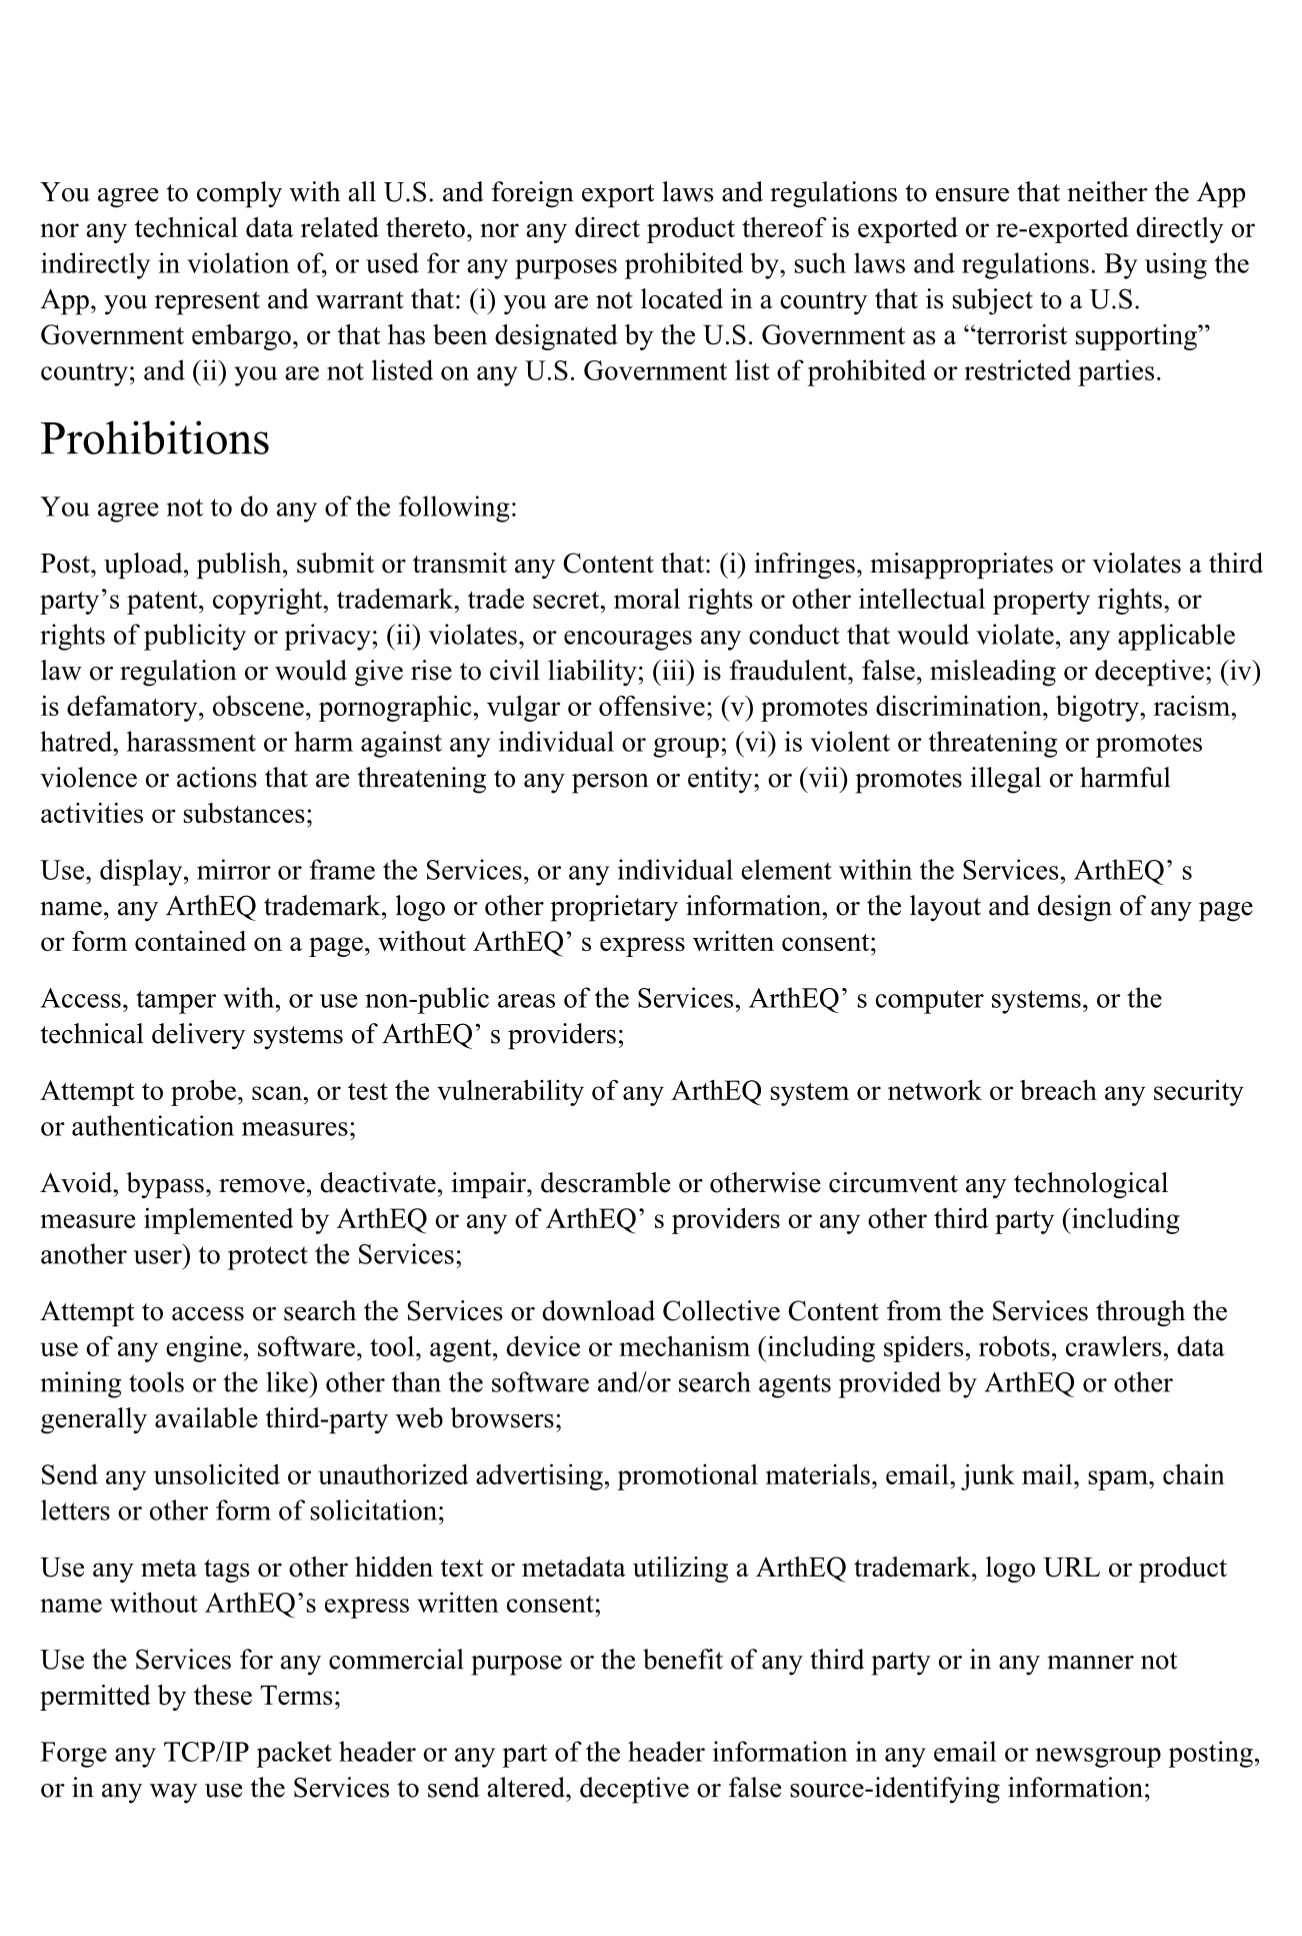 You agree to comply with all U.S. and foreign export laws and regulations to ensure that neither the App
nor any technical data related thereto, nor any direct product thereof is exported or re-exported directly or
indirectly in violation of, or used for any purposes prohibited by, such laws and regulations. By using the
App, you represent and warrant that: (i) you are not located in a country that is subject to a U.S.
Government embargo, or that has been designated by the U.S. Government as a “terrorist supporting”
country; and (ii) you are not listed on any U.S. Government list of prohibited or restricted parties.
Prohibitions
You agree not to do any of the following:
Post, upload, publish, submit or transmit any Content that: (i) infringes, misappropriates or violates a third
party’s patent, copyright, trademark, trade secret, moral rights or other intellectual property rights, or
rights of publicity or privacy; (ii) violates, or encourages any conduct that would violate, any applicable
law or regulation or would give rise to civil liability; (iii) is fraudulent, false, misleading or deceptive; (iv)
is defamatory, obscene, pornographic, vulgar or offensive; (v) promotes discrimination, bigotry, racism,
hatred, harassment or harm against any individual or group; (vi) is violent or threatening or promotes
violence or actions that are threatening to any person or entity; or (vii) promotes illegal or harmful
activities or substances;
Use, display, mirror or frame the Services, or any individual element within the Services, ArthEQ’ s
name, any ArthEQ trademark, logo or other proprietary information, or the layout and design of any page
or form contained on a page, without ArthEQ’ s express written consent;
Access, tamper with, or use non-public areas of the Services, ArthEQ’ s computer systems, or the
technical delivery systems of ArthEQ’ s providers;
Attempt to probe, scan, or test the vulnerability of any ArthEQ system or network or breach any security
or authentication measures;
Avoid, bypass, remove, deactivate, impair, descramble or otherwise circumvent any technological
measure implemented by ArthEQ or any of ArthEQ’ s providers or any other third party (including
another user) to protect the Services;
Attempt to access or search the Services or download Collective Content from the Services through the
use of any engine, software, tool, agent, device or mechanism (including spiders, robots, crawlers, data
mining tools or the like) other than the software and/or search agents provided by ArthEQ or other
generally available third-party web browsers;
Send any unsolicited or unauthorized advertising, promotional materials, email, junk mail, spam, chain
letters or other form of solicitation;
Use any meta tags or other hidden text or metadata utilizing a ArthEQ trademark, logo URL or product
name without ArthEQ’s express written consent;
Use the Services for any commercial purpose or the benefit of any third party or in any manner not
permitted by these Terms;
Forge any TCP/IP packet header or any part of the header information in any email or newsgroup posting,
or in any way use the Services to send altered, deceptive or false source-identifying information;